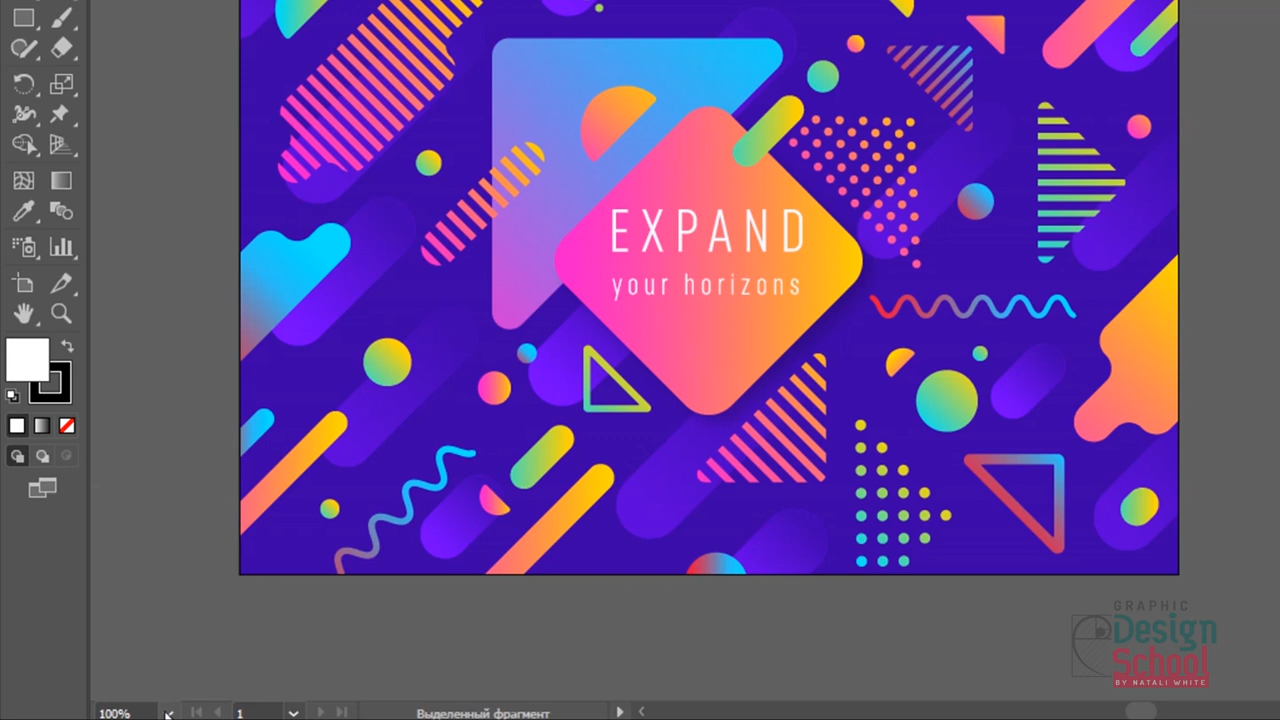 EXPAND
your horizons
GRAPHIC
Design
School
BY NATALI WHITE
100%
1
Выделенный фрагмент